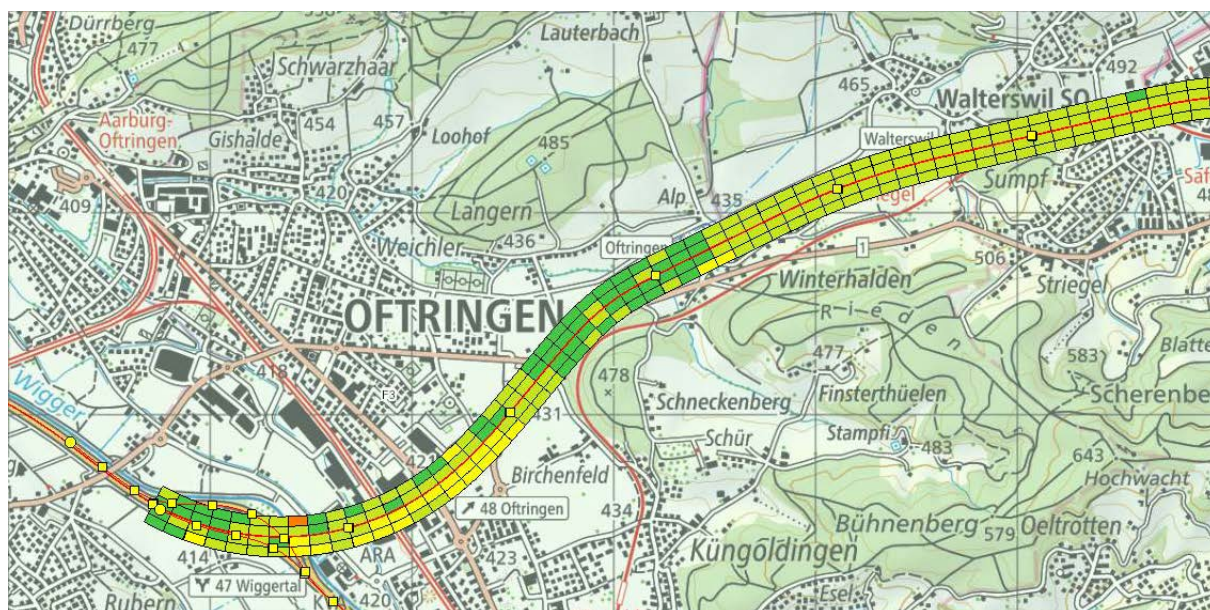 Dürrberg
477
Lauterbach
Schwarzhaar
492
465
Walterswil SO
Aarburg-
Oftringen
Gishalde
454
457
Loohof
485
Walterswil
409
420
Alp
435
Sumpf
Langern
Weichler
436
Oftringen
1
506
Winterhalden
Striegel
OFTRINGEN
Rieden
477
583
418
478
Finsterthüelen
Wigger
F3
Schneckenberg
Scherenbe
431
Schür
Stampfi
483
643
Birchenfeld
Hochwacht
48 Oftringen
434
Bühnenberg
579
Oeltrotten
414
ARA
423
Küngoldingen
47 Wiggertal
420
Rubern
Esel